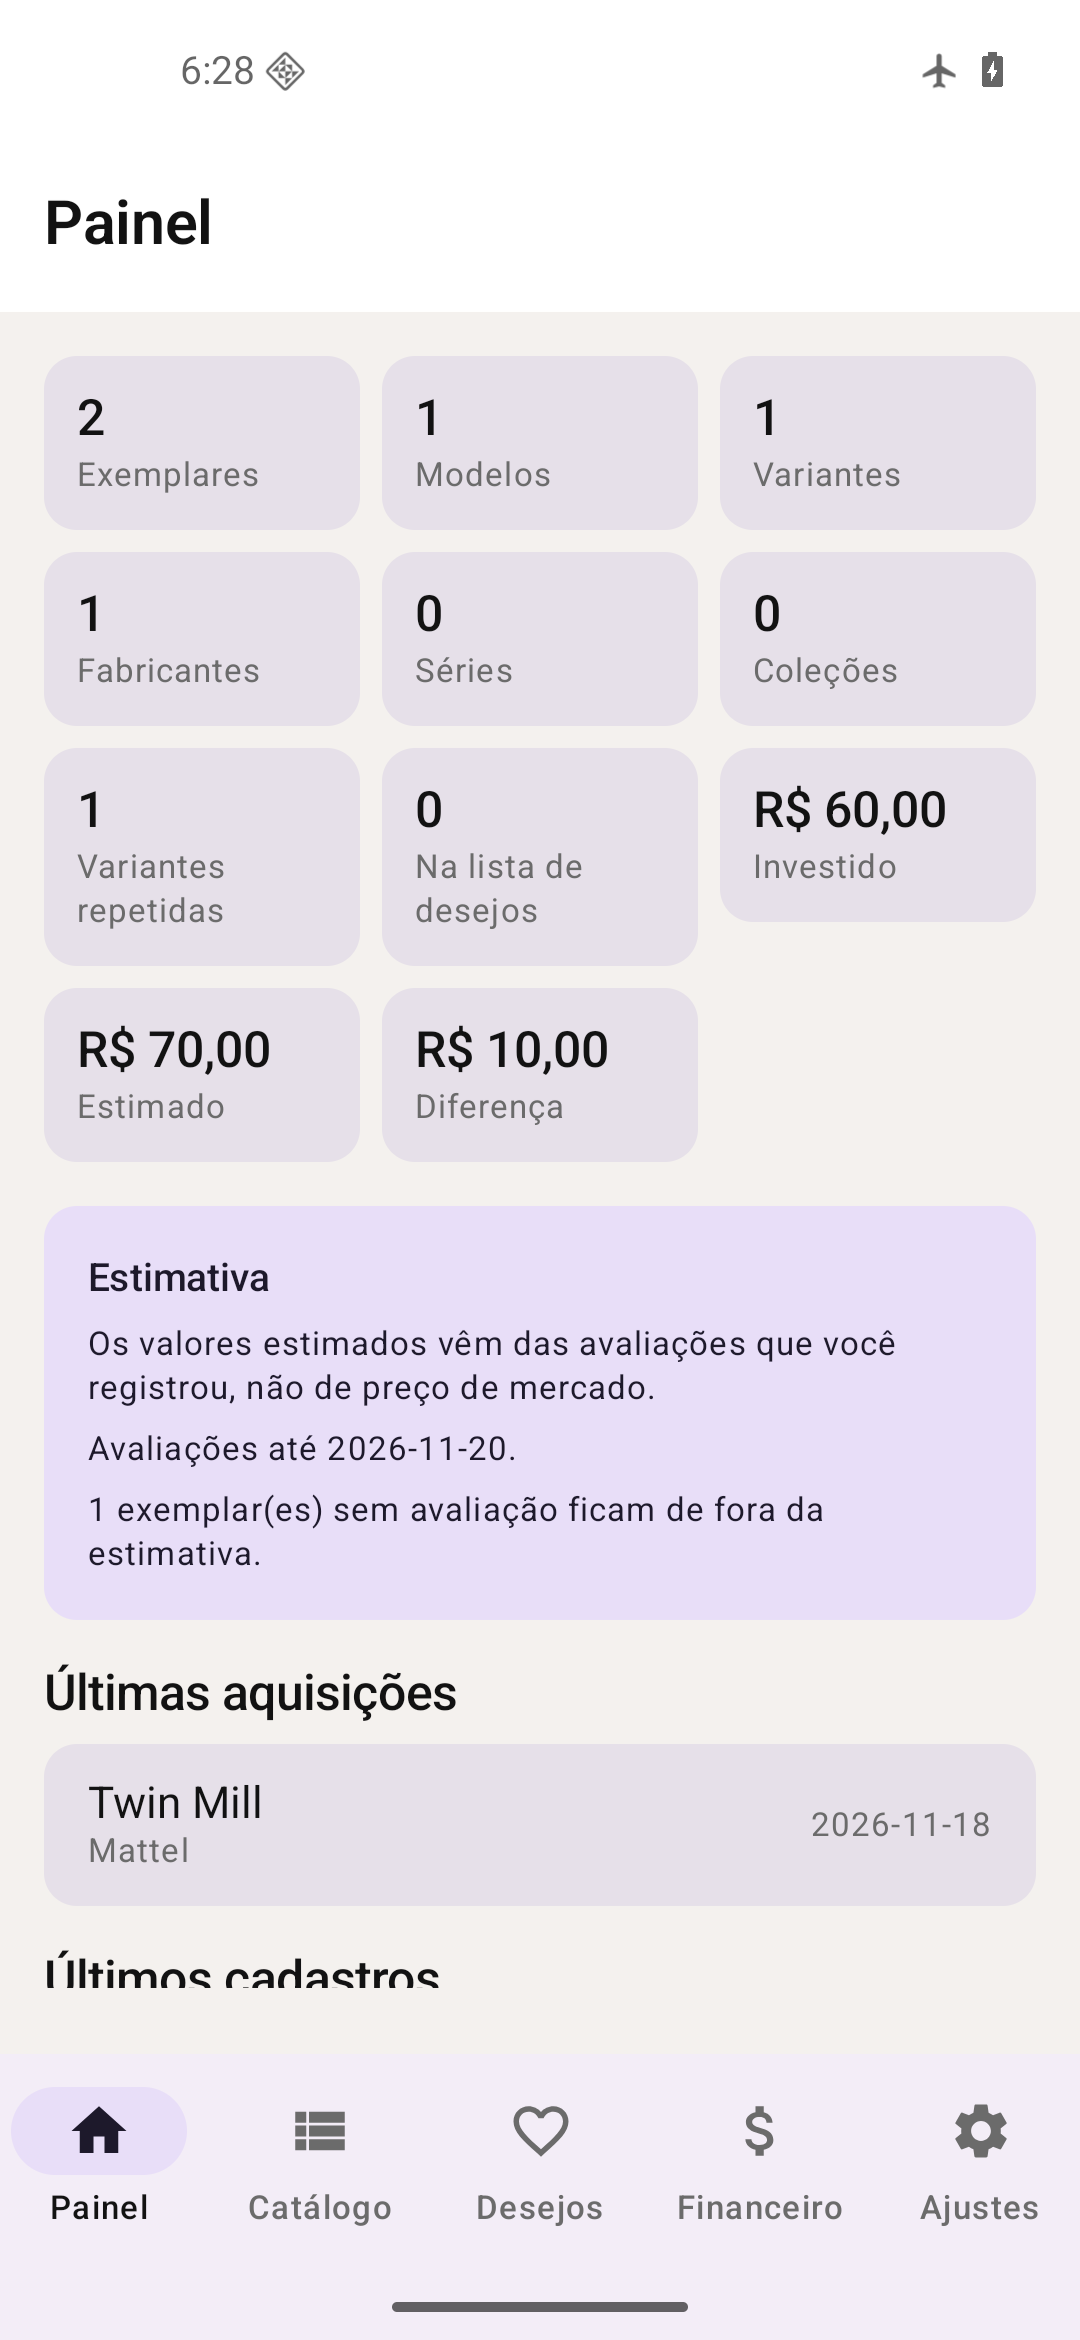 6:28
Painel
2
Exemplares
1
Modelos
1
Variantes
1
Fabricantes
0
Séries
0
Coleções
1
Variantes
repetidas
0
Na lista de
desejos
R$ 60,00
Investido
R$ 70,00
Estimado
R$ 10,00
Diferença
Estimativa
Os valores estimados vêm das avaliações que você
registrou, não de preço de mercado.
Avaliações até 2026-11-20.
1 exemplar(es) sem avaliação ficam de fora da
estimativa.
Últimas aquisições
Twin Mill
Mattel
2026-11-18
Últimos cadastros
Painel
Catálogo
Desejos
Financeiro
Ajustes